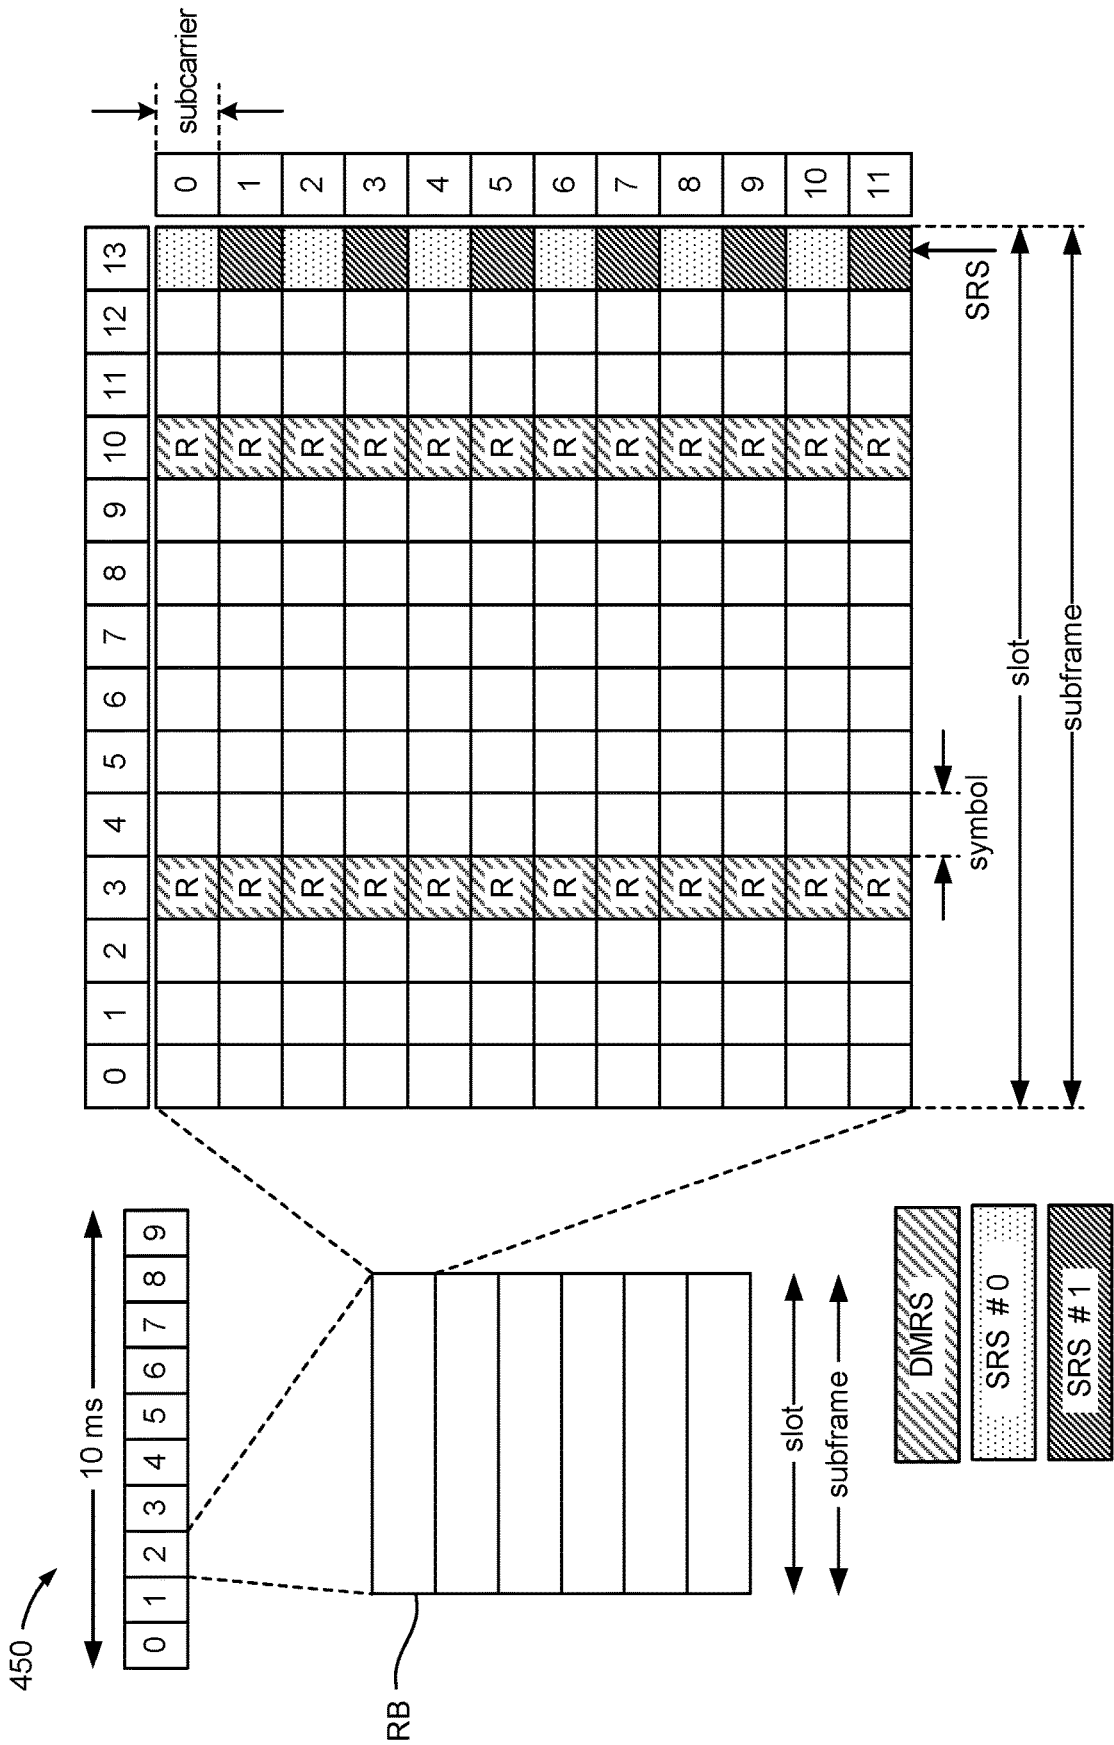 450
10 ms
0 1 2 3 4 5 6 7 8 9
RB
slot
subframe
0 1 2 3 4 5 6 7 8 9 10 11 12 13
subcarrier
R R 0
R R 1
R R 2
R R 3
R R 4
R R 5
R R 6
R R 7
R R 8
R R 9
R R 10
R R 11
symbol
SRS
slot
subframe
DMRS
SRS # 0
SRS # 1